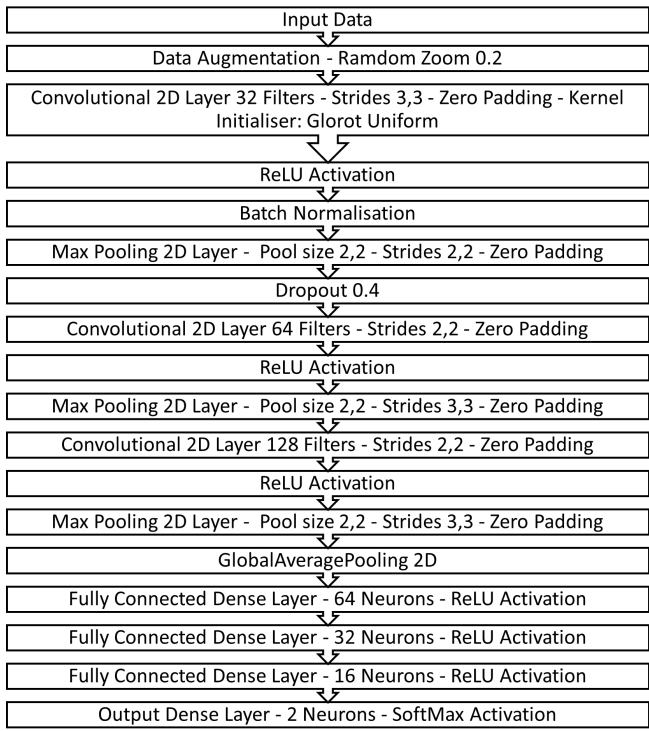 Input Data
Data Augmentation - Ramdom Zoom 0.2
Convolutional 2D Layer 32 Filters - Strides 3,3 - Zero Padding - Kernel
Initialiser: Glorot Uniform
ReLU Activation
Batch Normalisation
Max Pooling 2D Layer - Pool size 2,2 - Strides 2,2 - Zero Padding
Dropout 0.4
Convolutional 2D Layer 64 Filters - Strides 2,2 - Zero Padding
ReLU Activation
Max Pooling 2D Layer - Pool size 2,2 - Strides 3,3 - Zero Padding
Convolutional 2D Layer 128 Filters - Strides 2,2 - Zero Padding
ReLU Activation
Max Pooling 2D Layer - Pool size 2,2 - Strides 3,3 - Zero Padding
GlobalAveragePooling 2D
Fully Connected Dense Layer - 64 Neurons - ReLU Activation
Fully Connected Dense Layer - 32 Neurons - ReLU Activation
Fully Connected Dense Layer - 16 Neurons - ReLU Activation
Output Dense Layer - 2 Neurons - SoftMax Activation